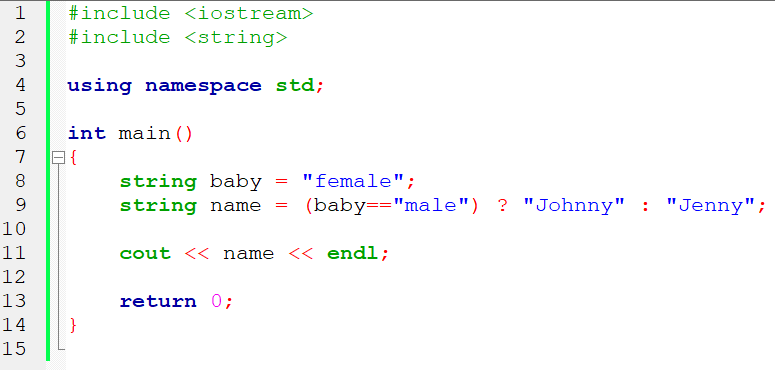 1 #include <iostream>
2 #include <string>
3
4 using namespace std;
5
6 int main()
7 {
8 string baby = "female";
9 string name = (baby=="male") ? "Johnny" : "Jenny";
10
11 cout << name << endl;
12
13 return 0;
14 }
15